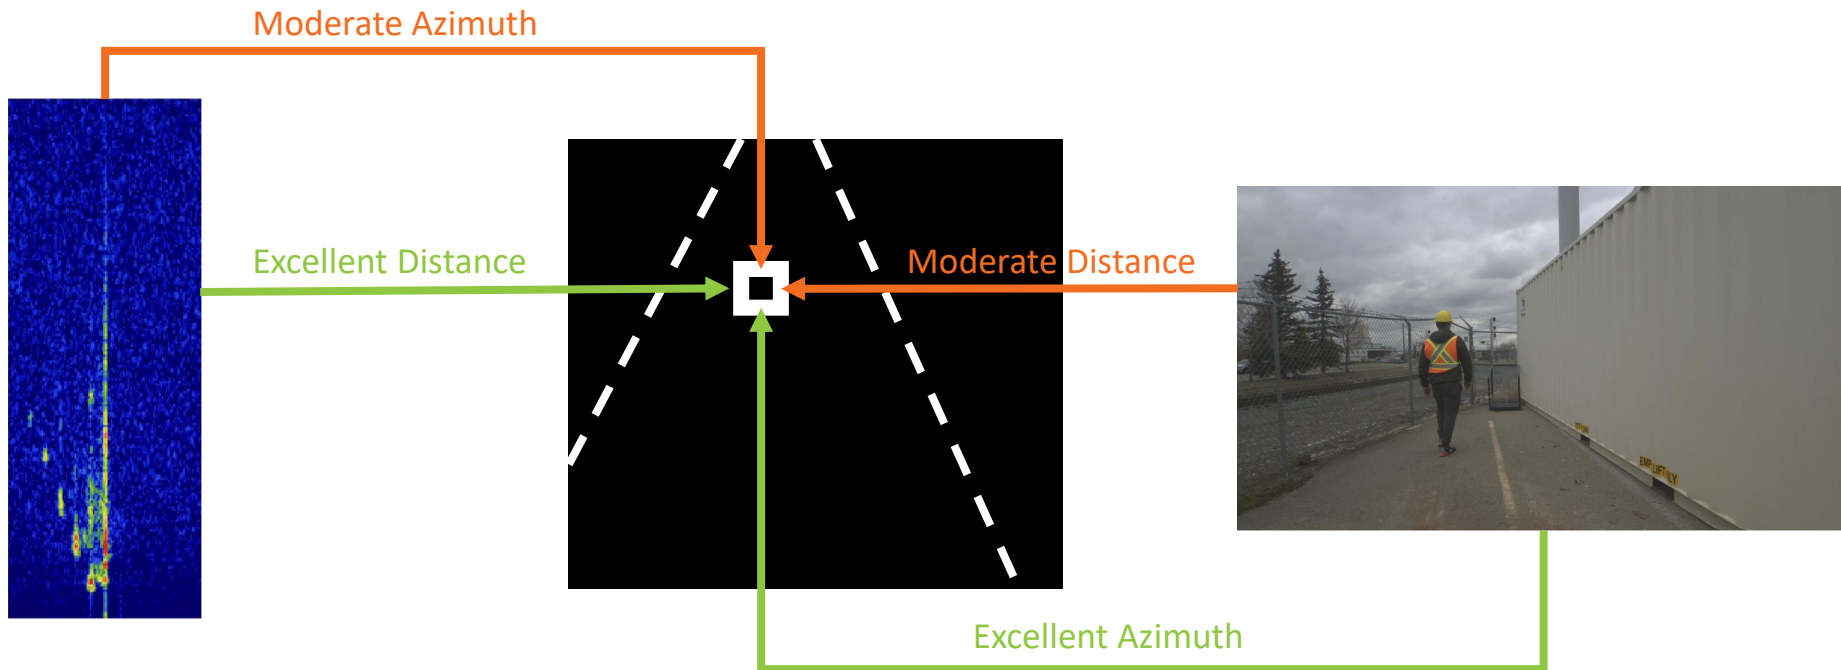 Moderate Azimuth
Excellent Distance
Moderate Distance
Excellent Azimuth